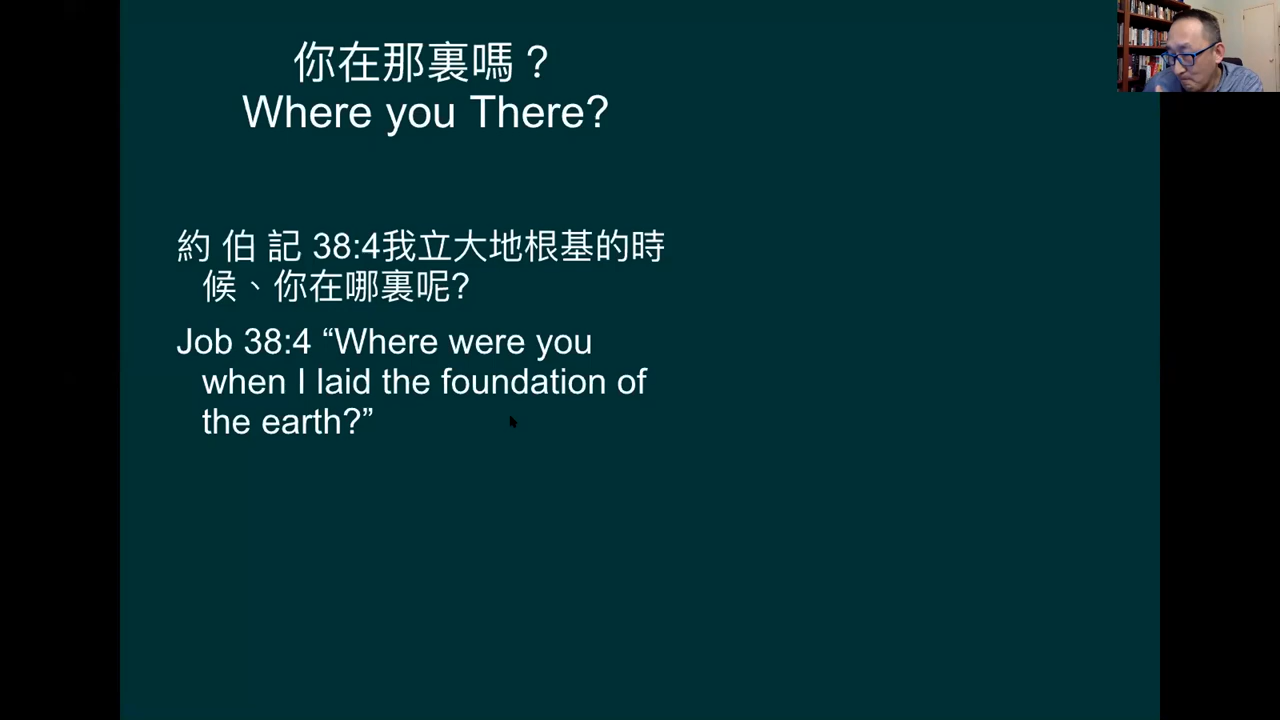 你在那裏嗎？
Where you There?
約 伯 記 38:4我立大地根基的時
候、你在哪裏呢?
Job 38:4 “Where were you
when I laid the foundation of
the earth?”